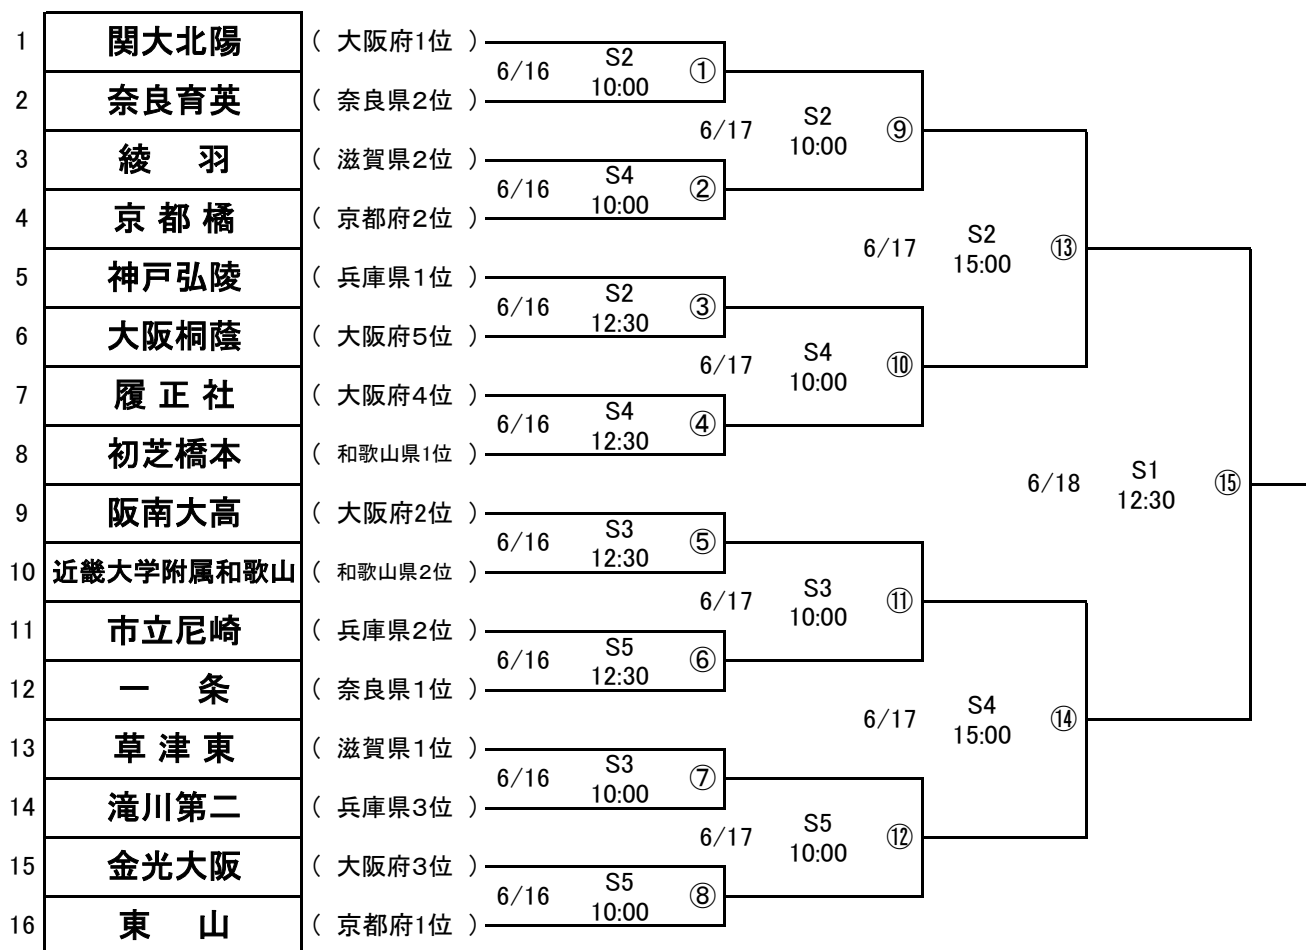 1 関大北陽 ( 大阪府1位 )
6/16 S2 ①
10:00
2 奈良育英 ( 奈良県2位 )
6/17 S2 ⑨
10:00
3 綾 羽 ( 滋賀県2位 )
6/16 S4 ②
10:00
4 京都橘 ( 京都府2位 )
6/17 S2 ⑬
15:00
5 神戸弘陵 ( 兵庫県1位 )
6/16 S2 ③
12:30
6 大阪桐蔭 ( 大阪府5位 )
6/17 S4 ⑩
10:00
7 履正社 ( 大阪府4位 )
6/16 S4 ④
12:30
8 初芝橋本 ( 和歌山県1位 )
6/18 S1 ⑮
12:30
9 阪南大高 ( 大阪府2位 )
6/16 S3 ⑤
12:30
10 近畿大学附属和歌山 ( 和歌山県2位 )
6/17 S3 ⑪
10:00
11 市立尼崎 ( 兵庫県2位 )
6/16 S5 ⑥
12:30
12 一 条 ( 奈良県1位 )
6/17 S4 ⑭
15:00
13 草津東 ( 滋賀県1位 )
6/16 S3 ⑦
10:00
14 滝川第二 ( 兵庫県3位 )
6/17 S5 ⑫
10:00
15 金光大阪 ( 大阪府3位 )
6/16 S5 ⑧
10:00
16 東 山 ( 京都府1位 )